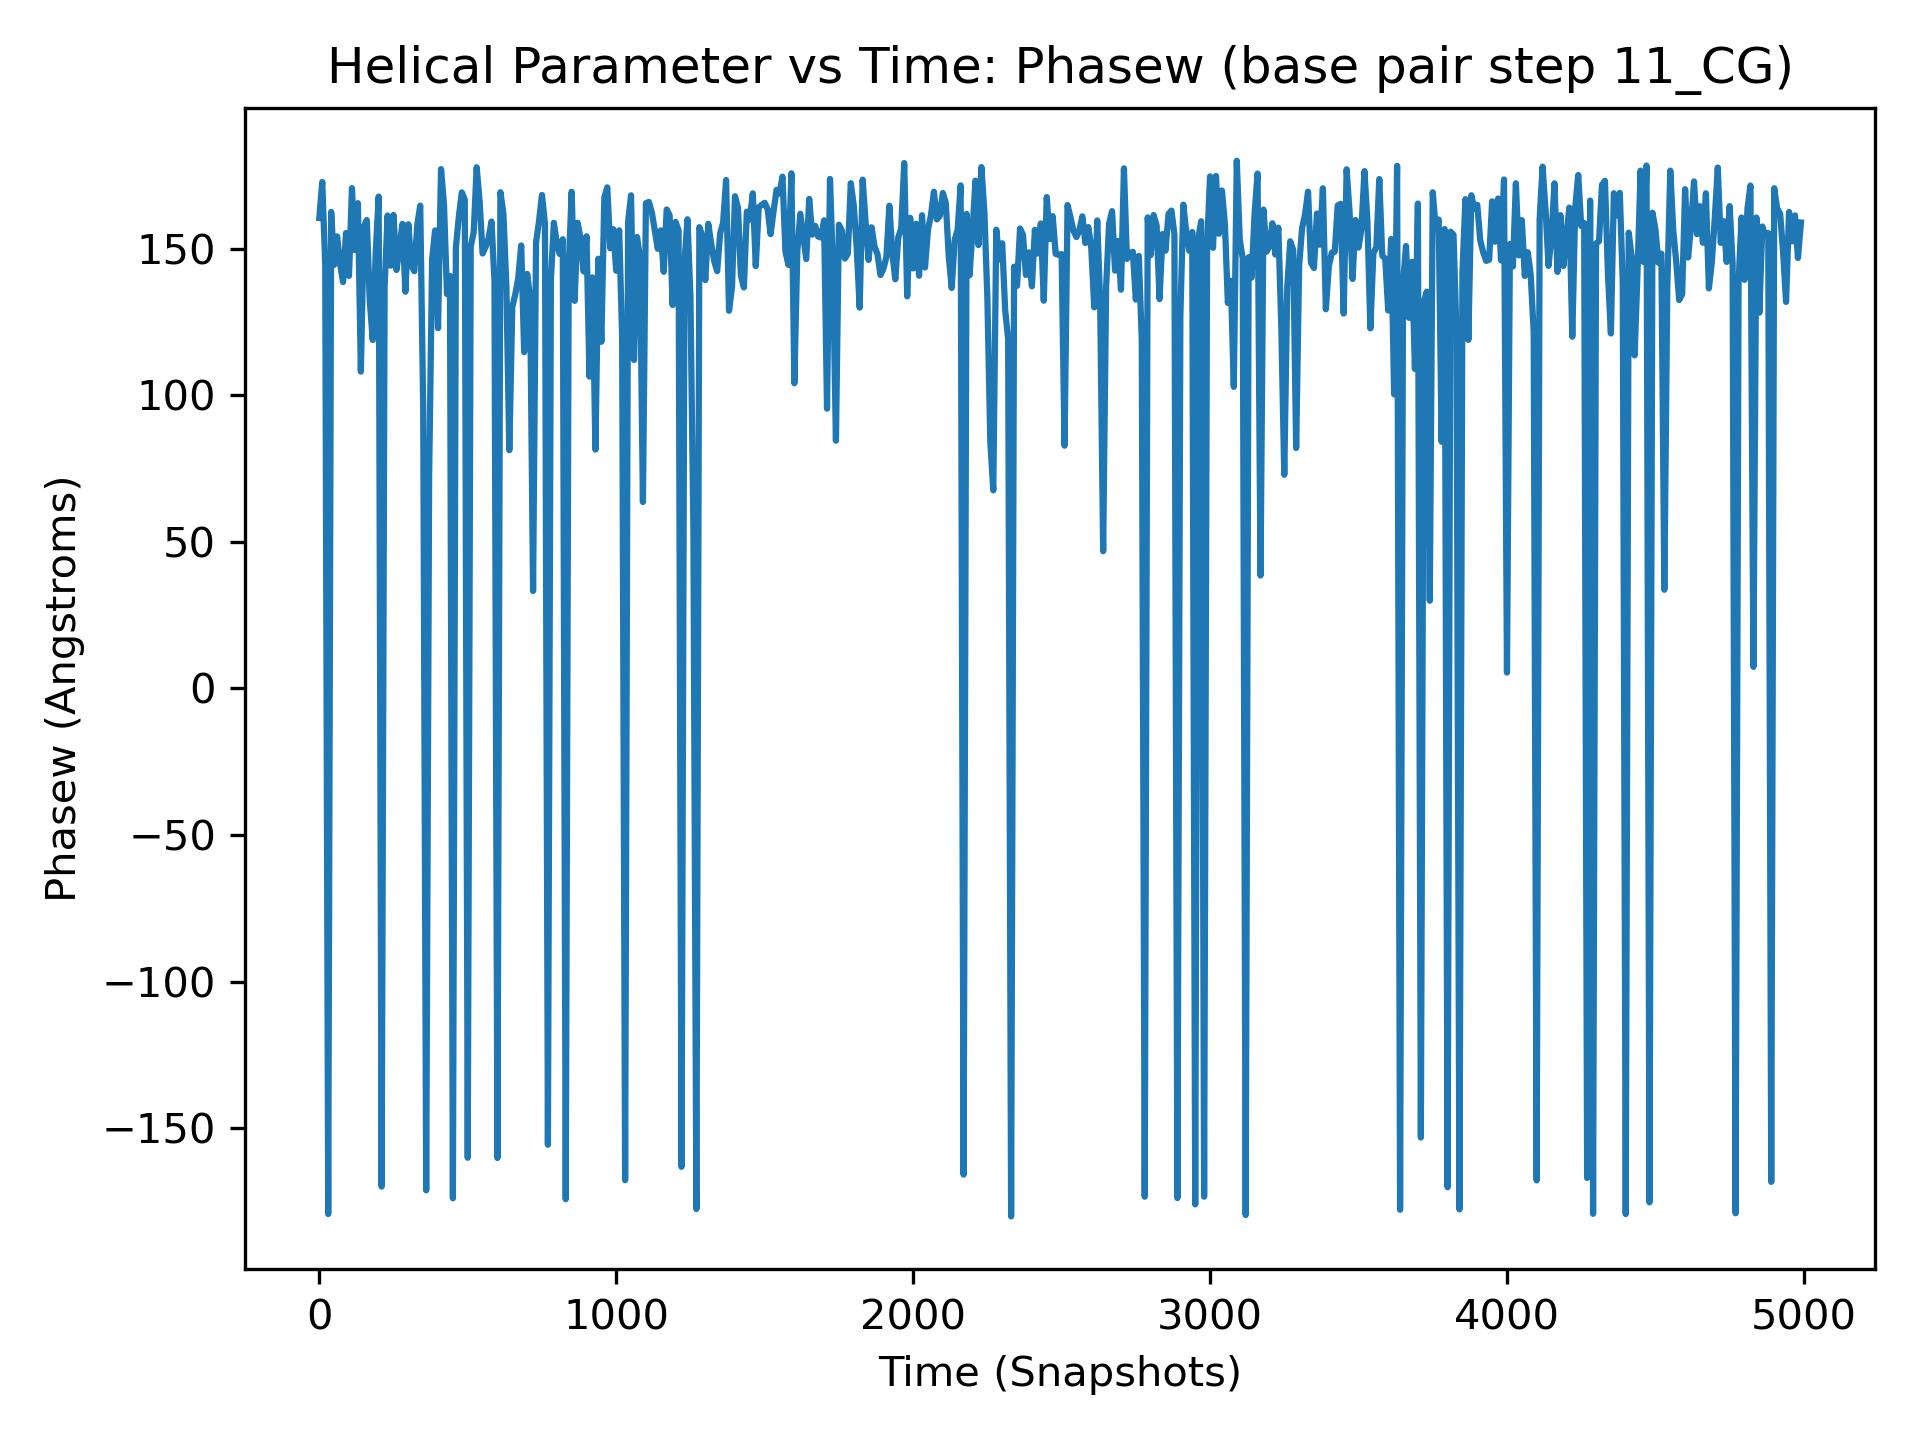 Helical Parameter vs Time: Phasew (base pair step 11_CG)
Phasew (Angstroms)
150
100
50
0
−50
−100
−150
0 1000 2000 3000 4000 5000
Time (Snapshots)